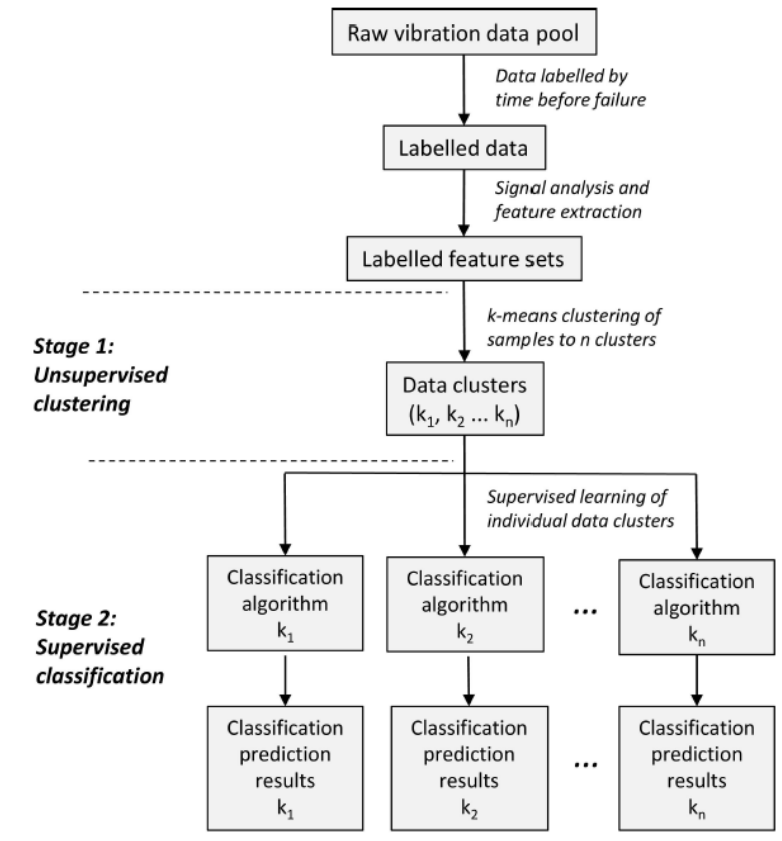 Raw vibration data pool
Data labelled by
time before failure
Labelled data
Signal analysis and
feature extraction
Labelled feature sets
k-means clustering of
samples to n clusters
Stage 1:
Unsupervised
clustering
Data clusters
(k₁, k₂ ... kₙ)
Supervised learning of
individual data clusters
Stage 2:
Supervised
classification
Classification
algorithm
k₁
Classification
algorithm
k₂
...
Classification
algorithm
kₙ
Classification
prediction
results
k₁
Classification
prediction
results
k₂
...
Classification
prediction
results
kₙ